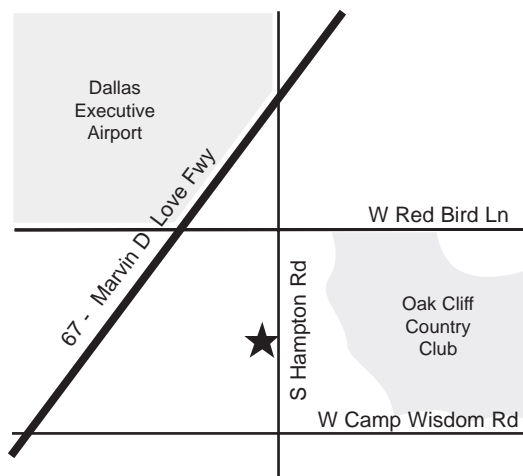 Dallas
Executive
Airport
67 - Marvin D Love Fwy
W Red Bird Ln
S Hampton Rd
Oak Cliff
Country
Club
W Camp Wisdom Rd